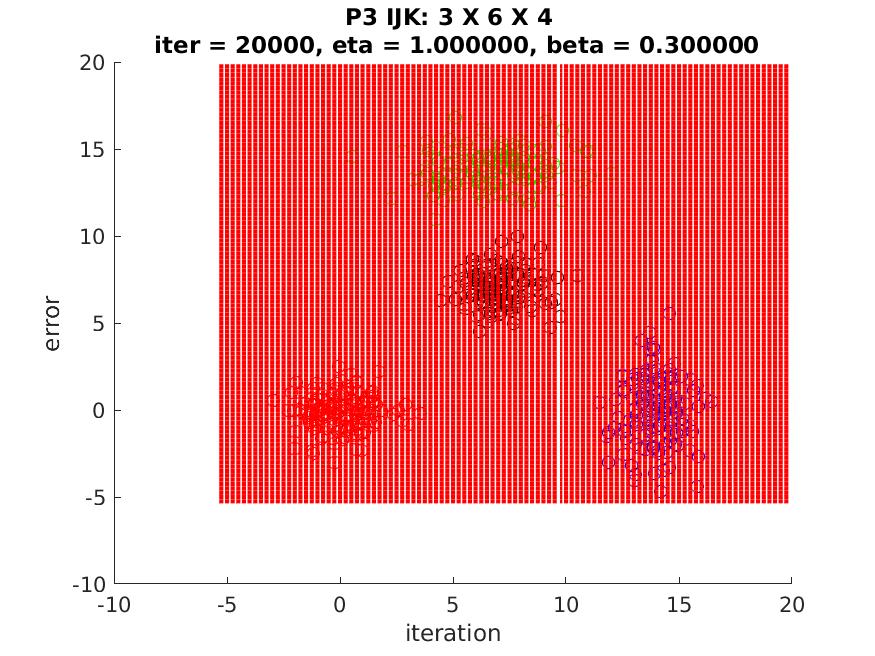 P3 IJK: 3 X 6 X 4
iter = 20000, eta = 1.000000, beta = 0.300000
20
15
10
5
0
-5
-10
error
-10 -5 0 5 10 15 20
iteration